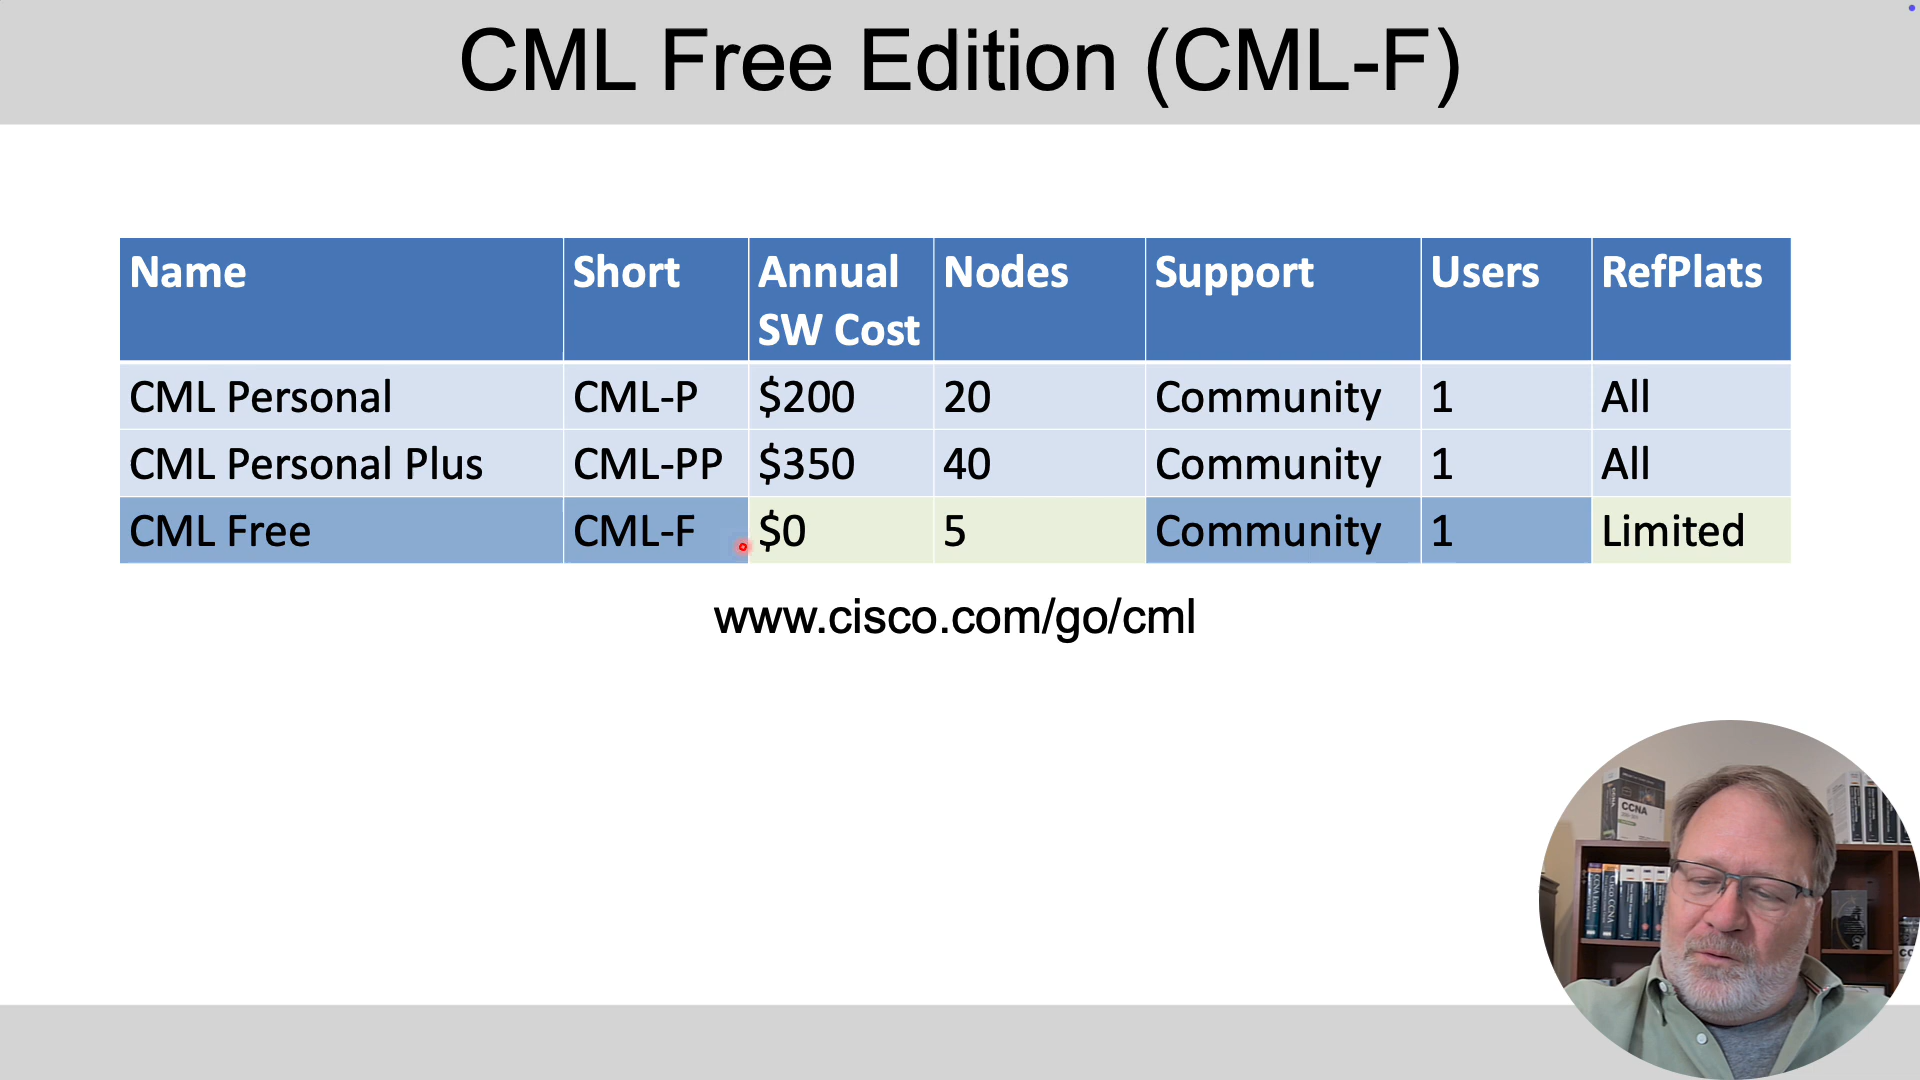 CML Free Edition (CML-F)
Name Short Annual SW Cost Nodes Support Users RefPlats
CML Personal CML-P $200 20 Community 1 All
CML Personal Plus CML-PP $350 40 Community 1 All
CML Free CML-F $0 5 Community 1 Limited
www.cisco.com/go/cml
CCNA